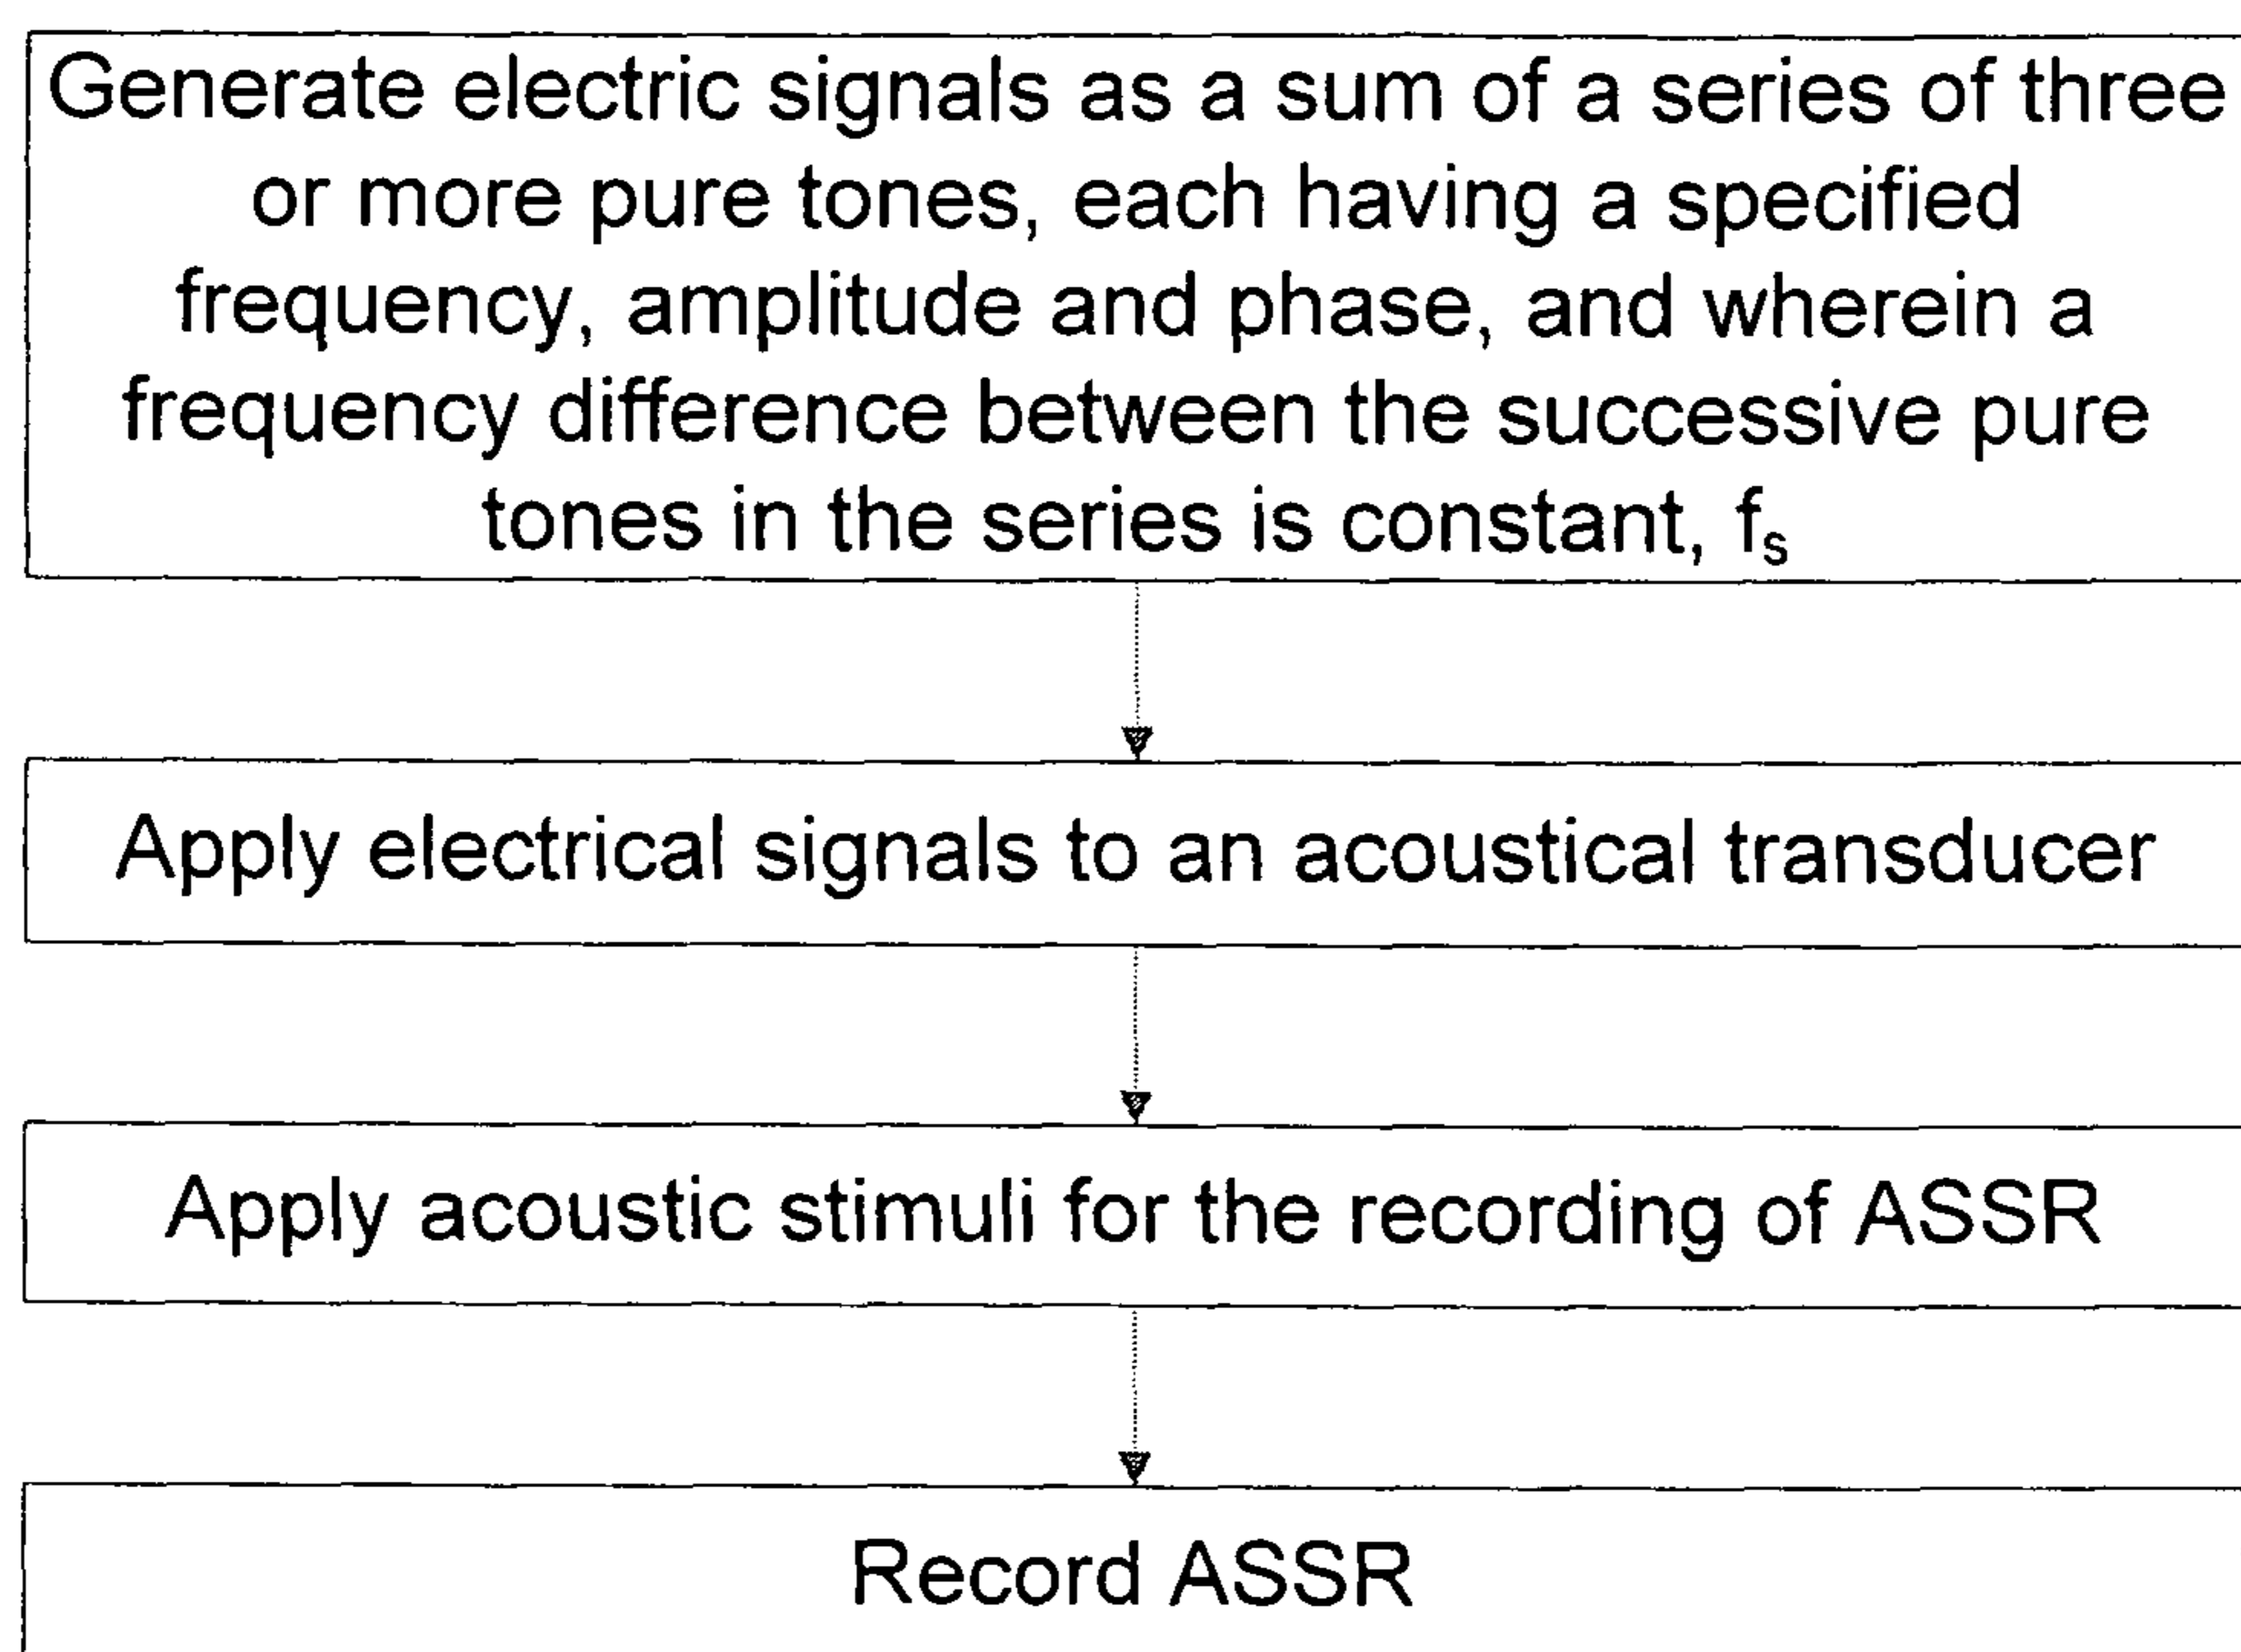 Generate electric signals as a sum of a series of three
or more pure tones, each having a specified
frequency, amplitude and phase, and wherein a
frequency difference between the successive pure
tones in the series is constant, fₛ
Apply electrical signals to an acoustical transducer
Apply acoustic stimuli for the recording of ASSR
Record ASSR